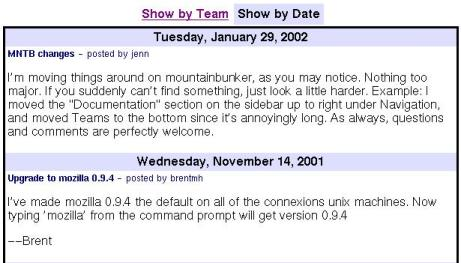 Show by Team Show by Date
Tuesday, January 29, 2002
MNTB changes - posted by jenn
I'm moving things around on mountainbunker, as you may notice. Nothing too
major. If you suddenly can't find something, just look a little harder. Example: I
moved the "Documentation" section on the sidebar up to right under Navigation,
and moved Teams to the bottom since it's annoyingly long. As always, questions
and comments are perfectly welcome.
Wednesday, November 14, 2001
Upgrade to mozilla 0.9.4 - posted by brentmh
I've made mozilla 0.9.4 the default on all of the connexions unix machines. Now
typing 'mozilla' from the command prompt will get version 0.9.4
--Brent